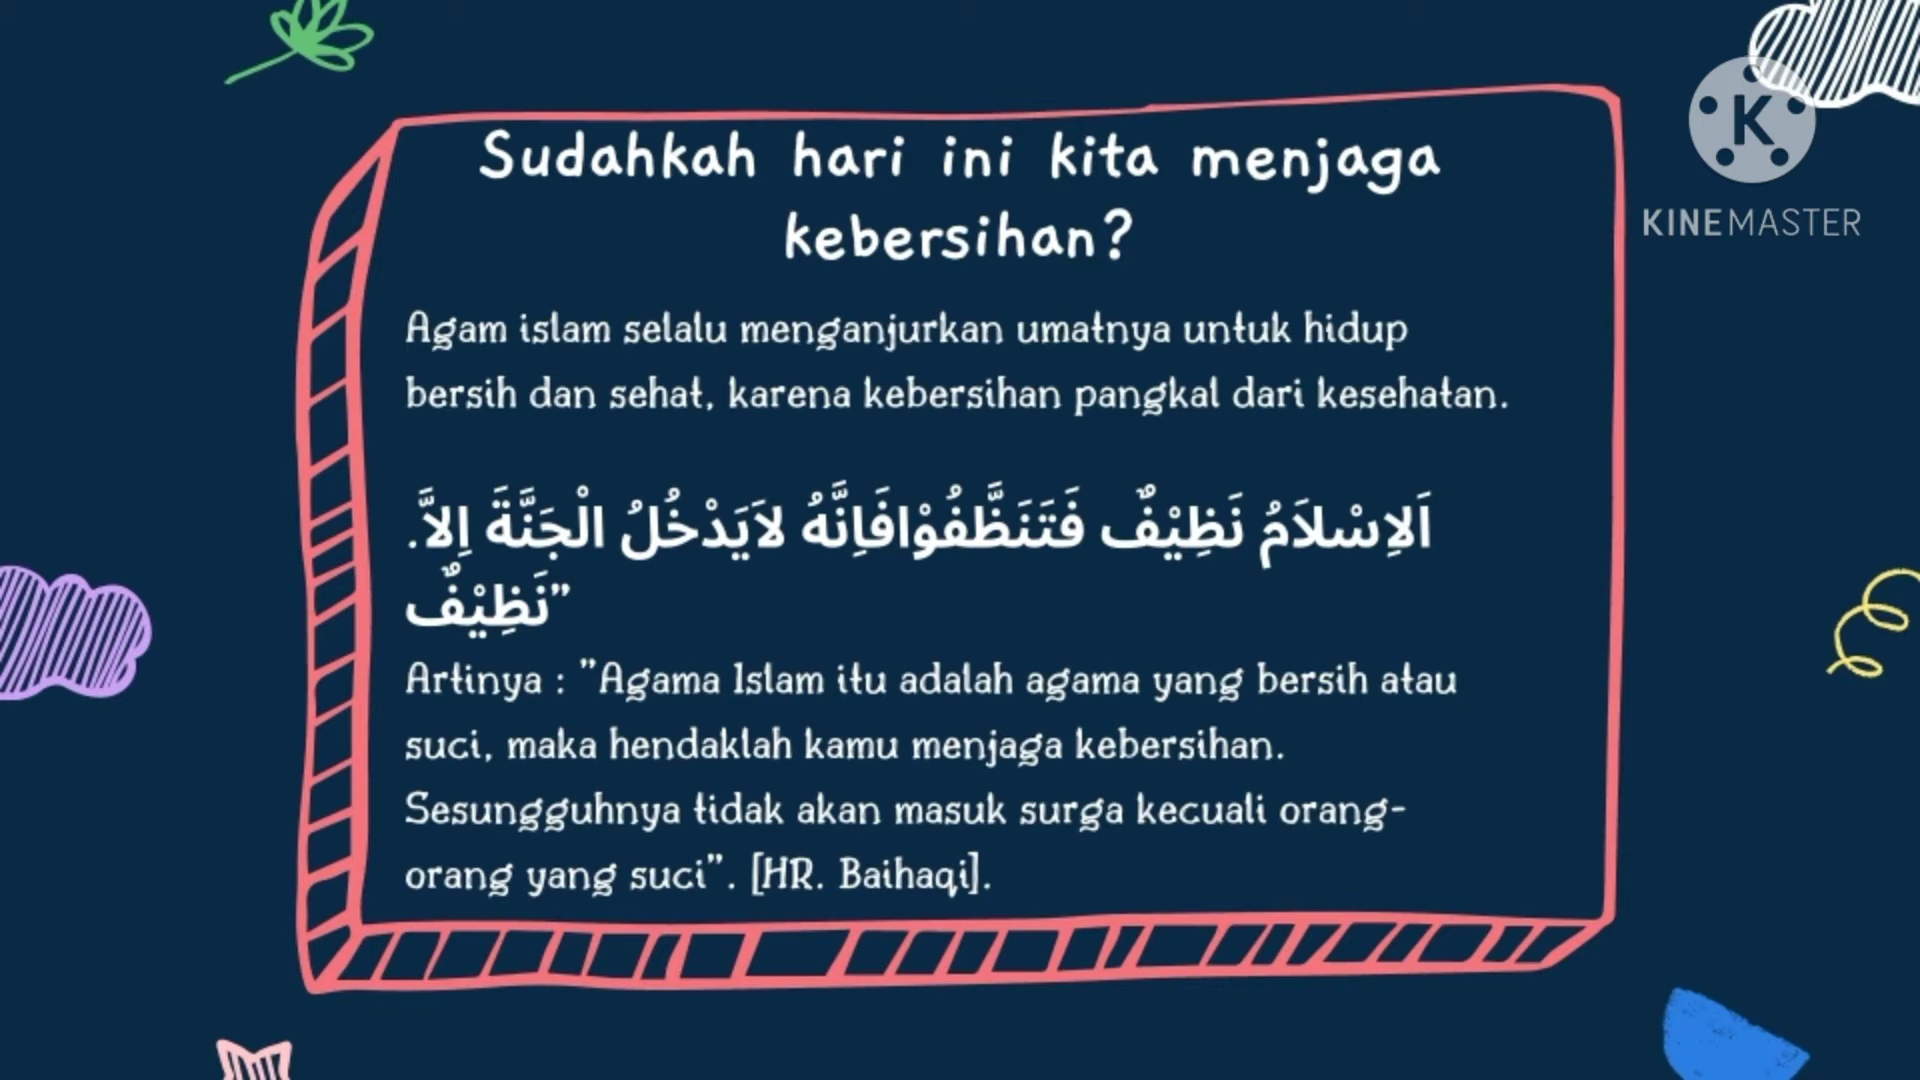 Sudahkah hari ini kita menjaga
kebersihan?
KINEMASTER
Agam islam selalu menganjurkan umatnya untuk hidup
bersih dan sehat, karena kebersihan pangkal dari kesehatan.
اَلاِسْلاَمُ نَظِيْفٌ فَتَنَظَّفُوْافَاِنَّهُ لاَيَدْخُلُ الْجَنَّةَ اِلاَّ.
”نَظِيْفٌ
Artinya : ”Agama Islam itu adalah agama yang bersih atau
suci, maka hendaklah kamu menjaga kebersihan.
Sesungguhnya tidak akan masuk surga kecuali orang-
orang yang suci”. [HR. Baihaqi].